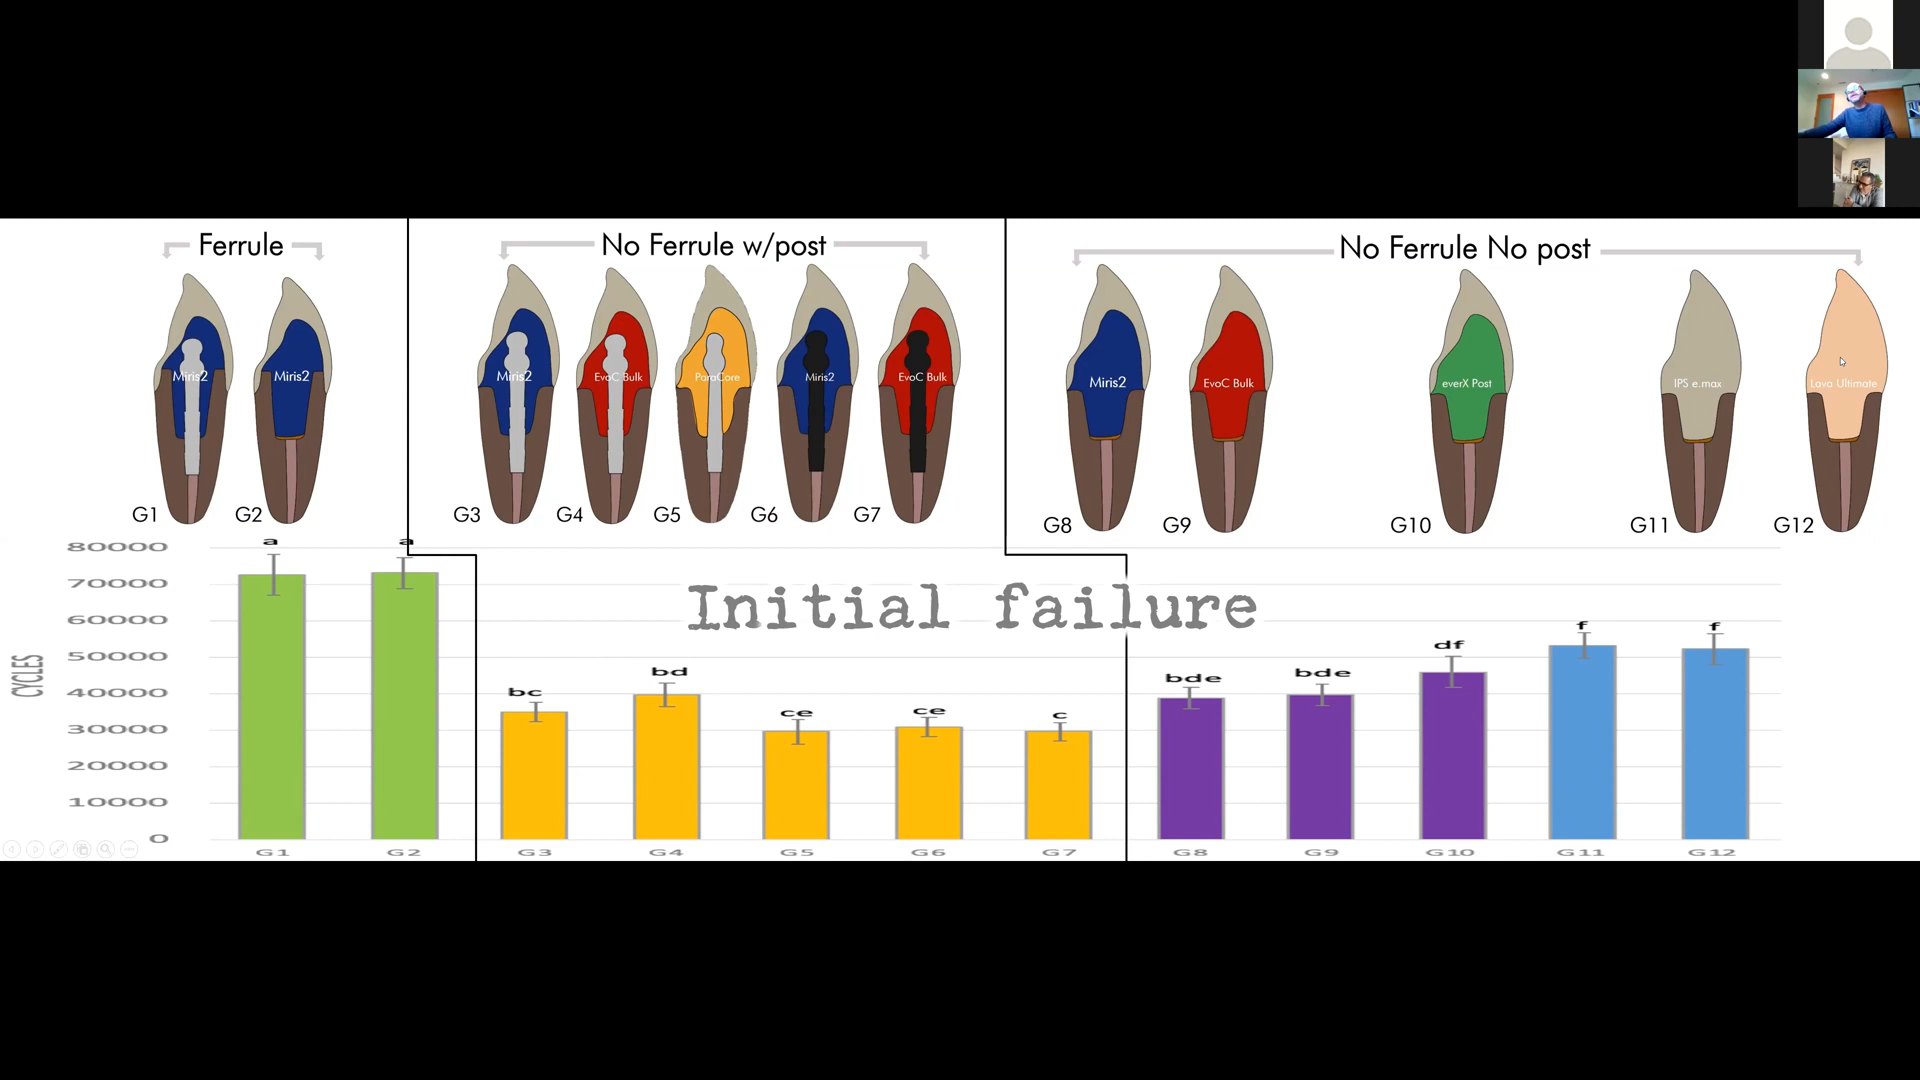 Ferrule
No Ferrule w/post
No Ferrule No post
Miris2
Miris2
Miris2
EvoC Bulk
ParaCore
Miris2
EvoC Bulk
Miris2
EvoC Bulk
everX Post
IPS e.max
Lava Ultimate
G1
G2
G3
G4
G5
G6
G7
G8
G9
G10
G11
G12
Initial failure
CYCLES
80000
70000
60000
50000
40000
30000
20000
10000
0
a
a
bc
bd
ce
ce
c
bde
bde
df
f
f
G1
G2
G3
G4
G5
G6
G7
G8
G9
G10
G11
G12